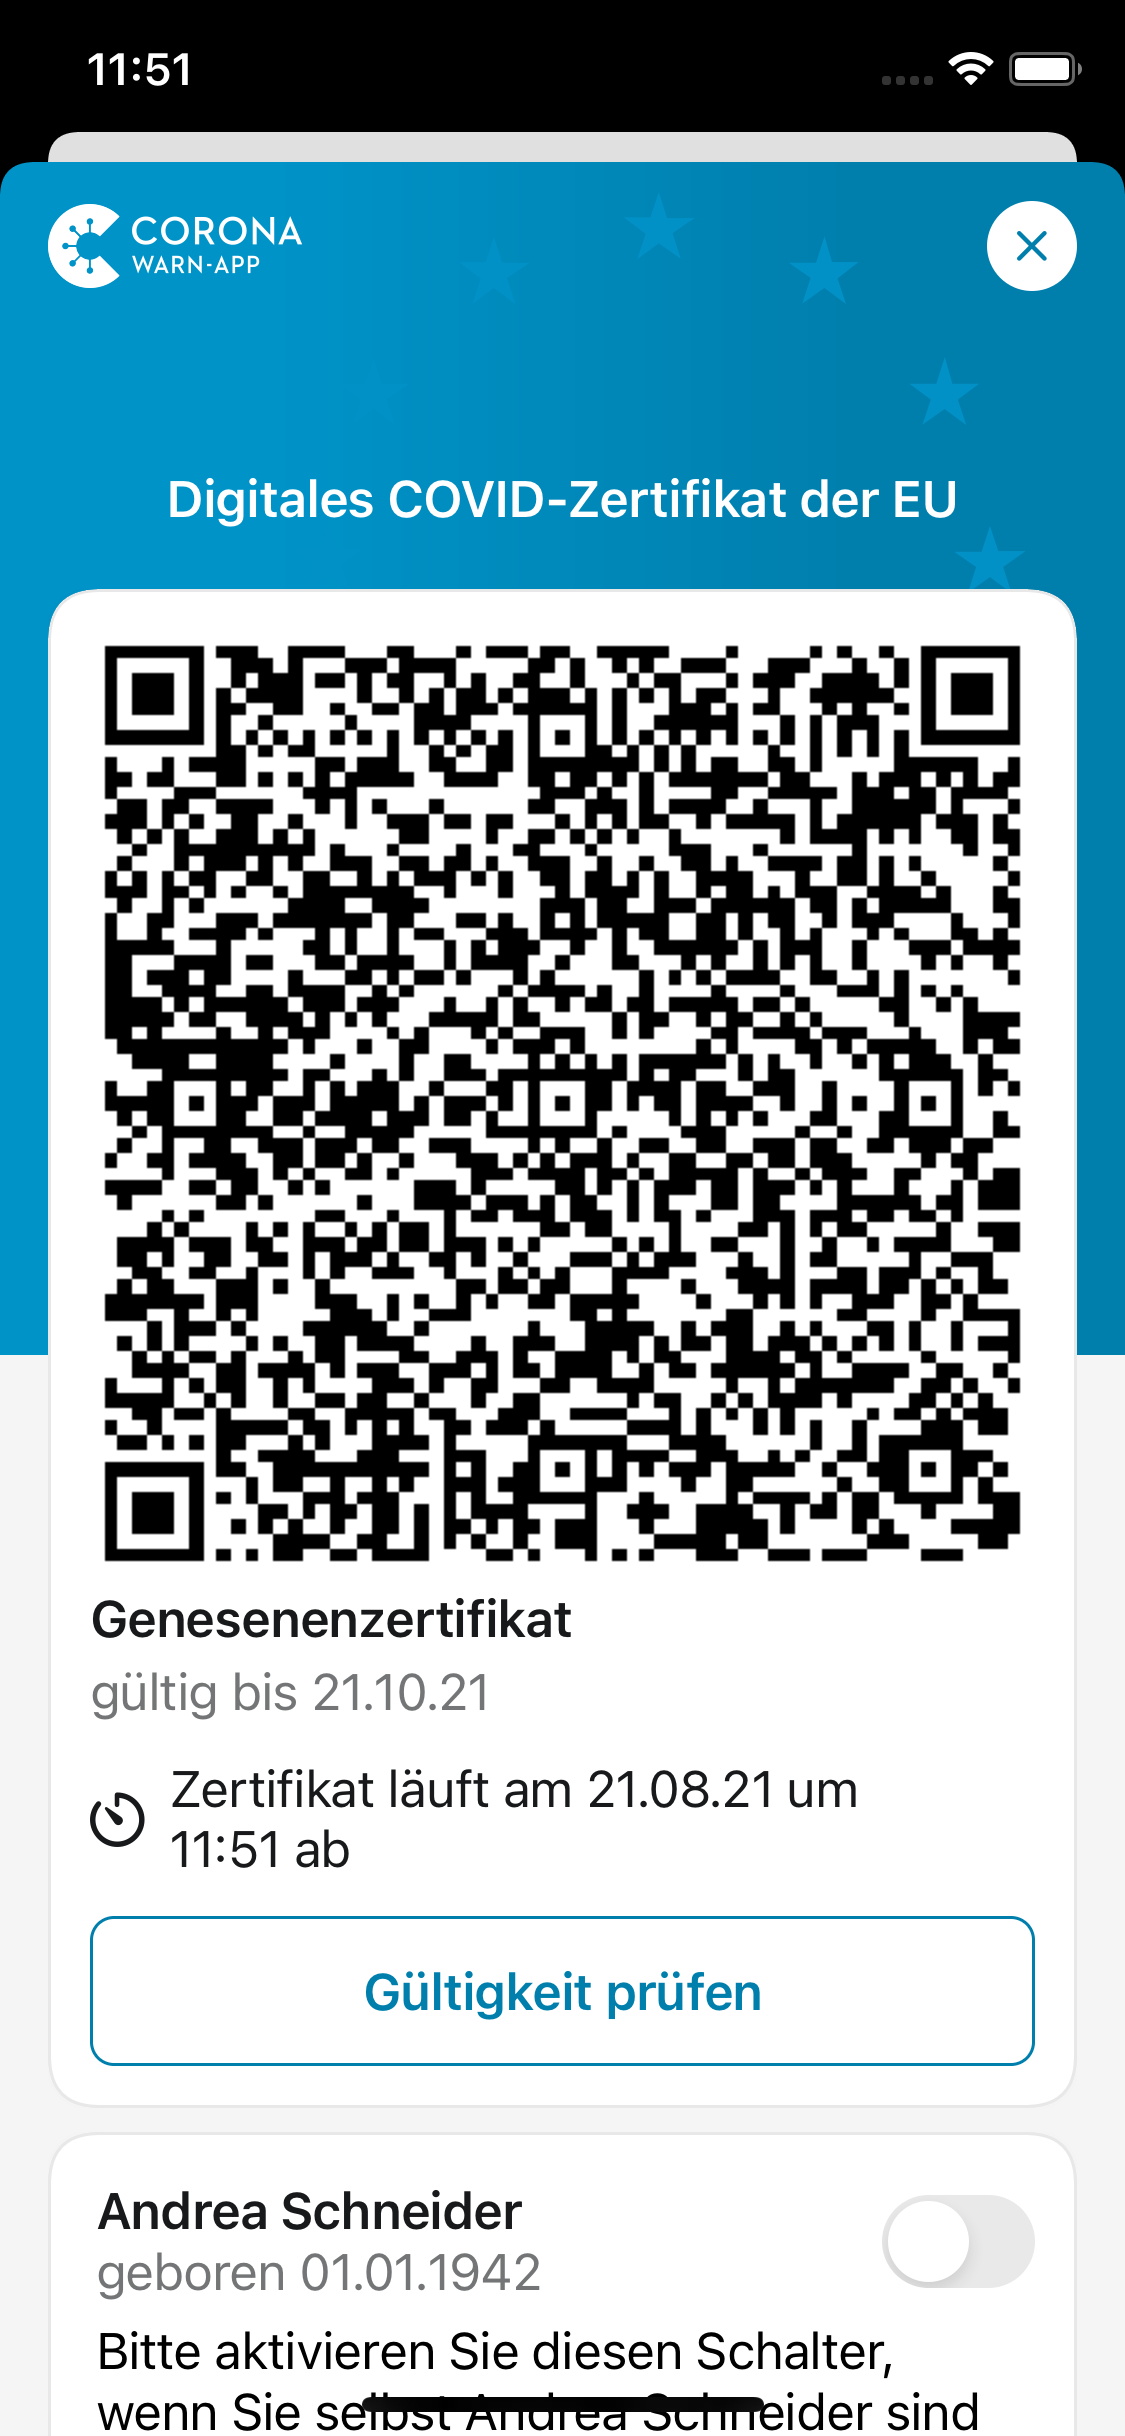 11:51
CORONA
WARN-APP
Digitales COVID-Zertifikat der EU
Genesenenzertifikat
gültig bis 21.10.21
Zertifikat läuft am 21.08.21 um
11:51 ab
Gültigkeit prüfen
Andrea Schneider
geboren 01.01.1942
Bitte aktivieren Sie diesen Schalter,
wenn Sie selbst Andrea Schneider sind